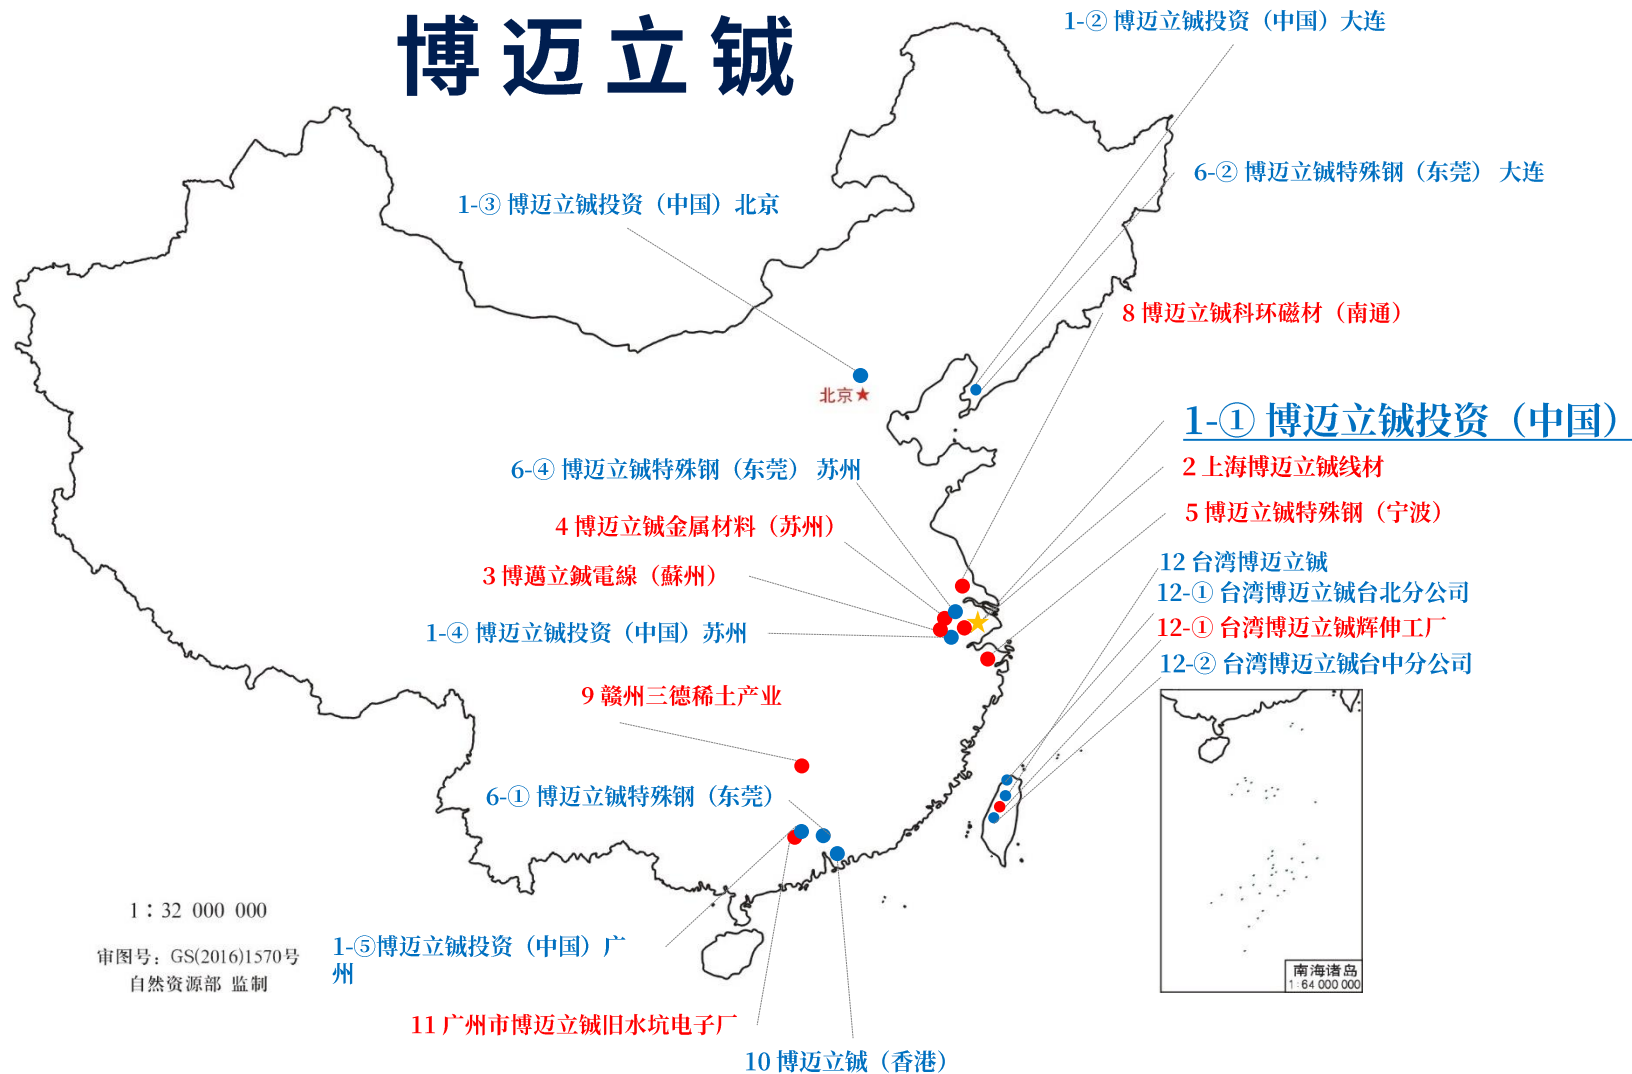 博迈立铖
1-② 博迈立铖投资（中国）大连
6-② 博迈立铖特殊钢（东莞） 大连
1-③ 博迈立铖投资（中国）北京
8 博迈立铖科环磁材（南通）
北京★
1-① 博迈立铖投资（中国）
6-④ 博迈立铖特殊钢（东莞） 苏州
2 上海博迈立铖线材
4 博迈立铖金属材料（苏州）
5 博迈立铖特殊钢（宁波）
3 博邁立鋮電線（蘇州）
12 台湾博迈立铖
12-① 台湾博迈立铖台北分公司
1-④ 博迈立铖投资（中国）苏州
12-① 台湾博迈立铖辉伸工厂
12-② 台湾博迈立铖台中分公司
9 赣州三德稀土产业
6-① 博迈立铖特殊钢（东莞）
1：32 000 000
审图号：GS(2016)1570号
自然资源部 监制
1-⑤博迈立铖投资（中国）广
州
南海诸岛
1：64 000 000
11 广州市博迈立铖旧水坑电子厂
10 博迈立铖（香港）